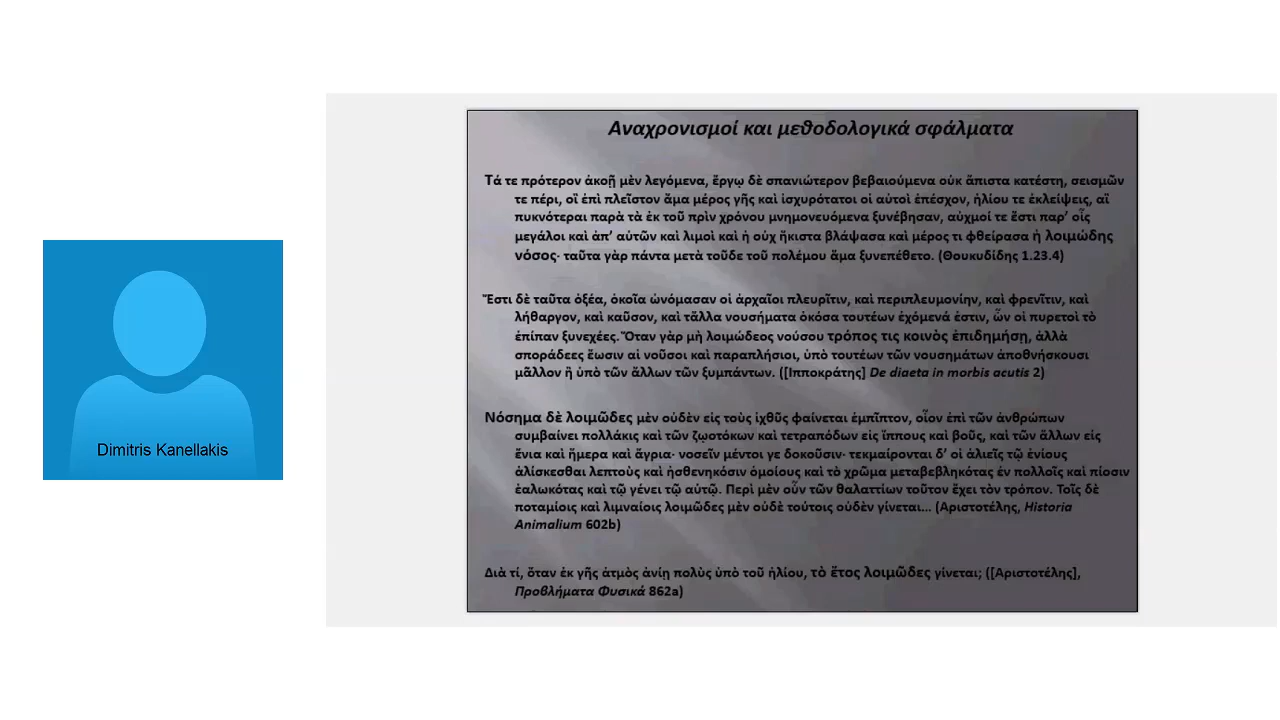 Dimitris Kanellakis
Αναχρονισμοί και μεθοδολογικά σφάλματα
Τά τε πρότερον ἀκοῇ μὲν λεγόμενα, ἔργῳ δὲ σπανιώτερον βεβαιούμενα οὐκ ἄπιστα κατέστη, σεισμῶν
τε πέρι, οἳ ἐπὶ πλεῖστον ἅμα μέρος γῆς καὶ ἰσχυρότατοι οἱ αὐτοὶ ἐπέσχον, ἡλίου τε ἐκλείψεις, αἳ
πυκνότεραι παρὰ τὰ ἐκ τοῦ πρὶν χρόνου μνημονευόμενα ξυνέβησαν, αὐχμοί τε ἔστι παρ’ οἷς
μεγάλοι καὶ ἀπ’ αὐτῶν καὶ λιμοὶ καὶ ἡ οὐχ ἥκιστα βλάψασα καὶ μέρος τι φθείρασα ἡ λοιμώδης
νόσος· ταῦτα γὰρ πάντα μετὰ τοῦδε τοῦ πολέμου ἅμα ξυνεπέθετο. (Θουκυδίδης 1.23.4)
Ἔστι δὲ ταῦτα ὀξέα, ὁκοῖα ὠνόμασαν οἱ ἀρχαῖοι πλευρῖτιν, καὶ περιπλευμονίην, καὶ φρενῖτιν, καὶ
λήθαργον, καὶ καῦσον, καὶ τἄλλα νουσήματα ὁκόσα τουτέων ἐχόμενά ἐστιν, ὧν οἱ πυρετοὶ τὸ
ἐπίπαν ξυνεχέες. Ὅταν γὰρ μὴ λοιμώδεος νούσου τρόπος τις κοινὸς ἐπιδημήσῃ, ἀλλὰ
σποράδεες ἔωσιν αἱ νοῦσοι καὶ παραπλήσιοι, ὑπὸ τουτέων τῶν νουσημάτων ἀποθνήσκουσι
μᾶλλον ἢ ὑπὸ τῶν ἄλλων τῶν ξυμπάντων. ([Ιπποκράτης] De diaeta in morbis acutis 2)
Νόσημα δὲ λοιμῶδες μὲν οὐδὲν εἰς τοὺς ἰχθῦς φαίνεται ἐμπῖπτον, οἷον ἐπὶ τῶν ἀνθρώπων
συμβαίνει πολλάκις καὶ τῶν ζῳοτόκων καὶ τετραπόδων εἰς ἵππους καὶ βοῦς, καὶ τῶν ἄλλων εἰς
ἔνια καὶ ἥμερα καὶ ἄγρια· νοσεῖν μέντοι γε δοκοῦσιν· τεκμαίρονται δ’ οἱ ἁλιεῖς τῷ ἐνίους
ἁλίσκεσθαι λεπτοὺς καὶ ἠσθενηκόσιν ὁμοίους καὶ τὸ χρῶμα μεταβεβληκότας ἐν πολλοῖς καὶ πίοσιν
ἑαλωκότας καὶ τῷ γένει τῷ αὐτῷ. Περὶ μὲν οὖν τῶν θαλαττίων τοῦτον ἔχει τὸν τρόπον. Τοῖς δὲ
ποταμίοις καὶ λιμναίοις λοιμῶδες μὲν οὐδὲ τούτοις οὐδὲν γίνεται... (Αριστοτέλης, Historia
Animalium 602b)
Διὰ τί, ὅταν ἐκ γῆς ἀτμὸς ἀνίῃ πολὺς ὑπὸ τοῦ ἡλίου, τὸ ἔτος λοιμῶδες γίνεται; ([Αριστοτέλης],
Προβλήματα Φυσικά 862a)